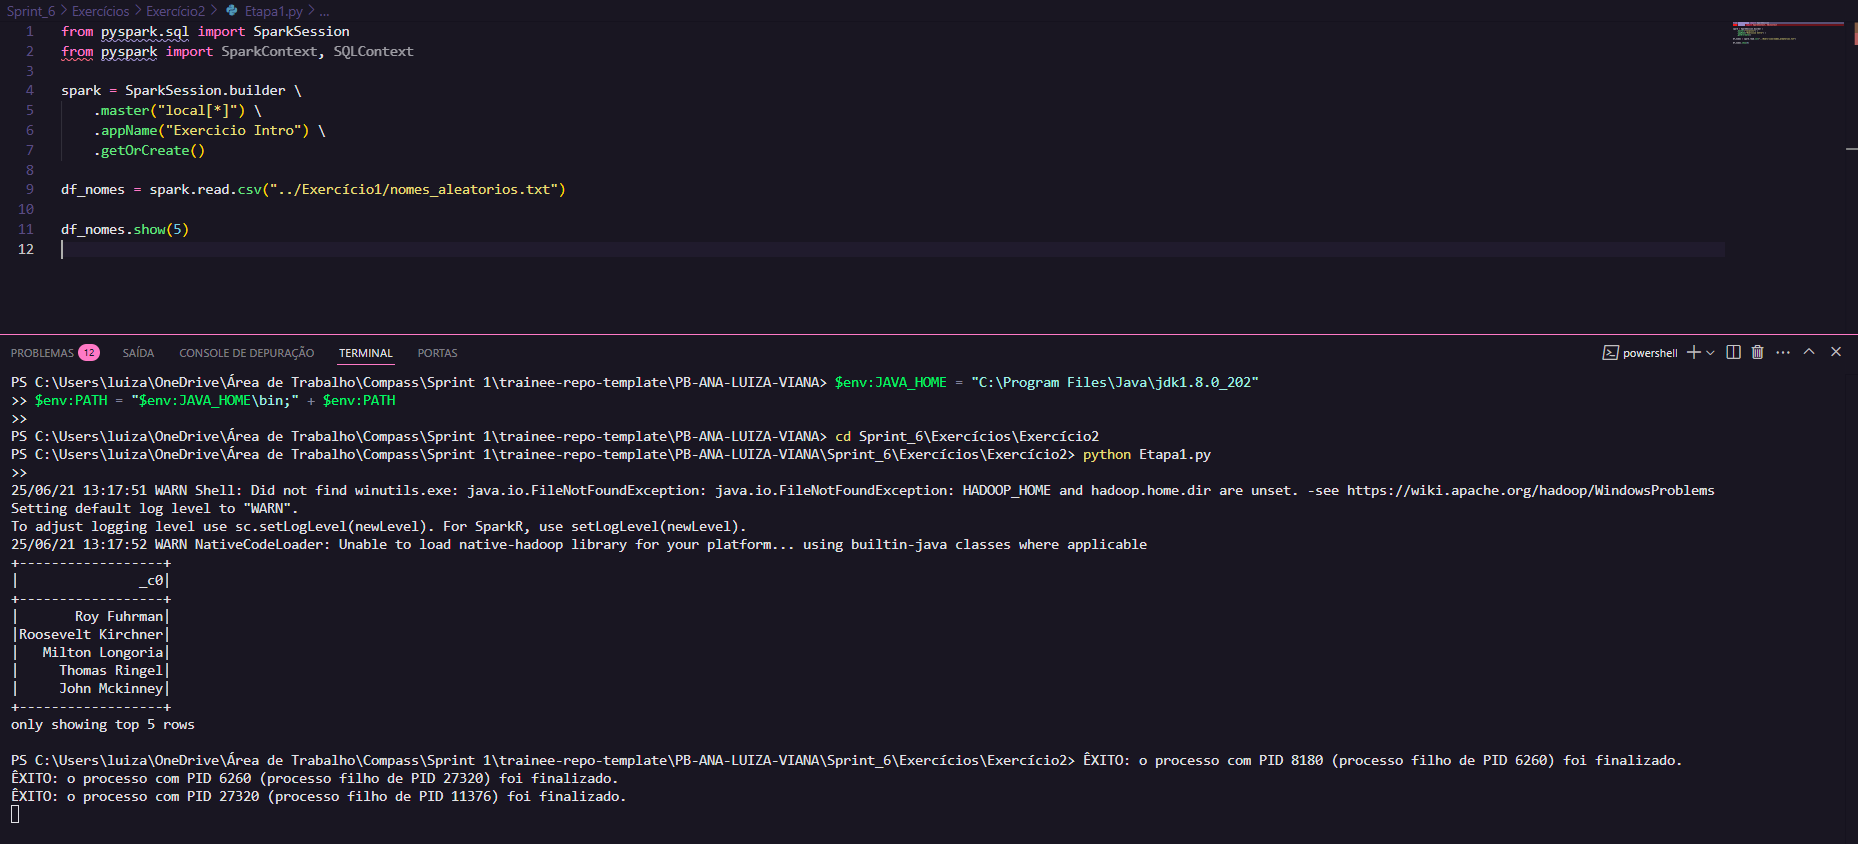 Sprint_6 > Exercícios > Exercício2 > Etapa1.py > ...
1 from pyspark.sql import SparkSession
2 from pyspark import SparkContext, SQLContext
3
4 spark = SparkSession.builder \
5 .master("local[*]") \
6 .appName("Exercicio Intro") \
7 .getOrCreate()
8
9 df_nomes = spark.read.csv("../Exercício1/nomes_aleatorios.txt")
10
11 df_nomes.show(5)
12
PROBLEMAS 12 SAÍDA CONSOLE DE DEPURAÇÃO TERMINAL PORTAS powershell
PS C:\Users\luiza\OneDrive\Área de Trabalho\Compass\Sprint 1\trainee-repo-template\PB-ANA-LUIZA-VIANA> $env:JAVA_HOME = "C:\Program Files\Java\jdk1.8.0_202"
>> $env:PATH = "$env:JAVA_HOME\bin;" + $env:PATH
>>
PS C:\Users\luiza\OneDrive\Área de Trabalho\Compass\Sprint 1\trainee-repo-template\PB-ANA-LUIZA-VIANA> cd Sprint_6\Exercícios\Exercício2
PS C:\Users\luiza\OneDrive\Área de Trabalho\Compass\Sprint 1\trainee-repo-template\PB-ANA-LUIZA-VIANA\Sprint_6\Exercícios\Exercício2> python Etapa1.py
>>
25/06/21 13:17:51 WARN Shell: Did not find winutils.exe: java.io.FileNotFoundException: java.io.FileNotFoundException: HADOOP_HOME and hadoop.home.dir are unset. -see https://wiki.apache.org/hadoop/WindowsProblems
Setting default log level to "WARN".
To adjust logging level use sc.setLogLevel(newLevel). For SparkR, use setLogLevel(newLevel).
25/06/21 13:17:52 WARN NativeCodeLoader: Unable to load native-hadoop library for your platform... using builtin-java classes where applicable
+------------------+
|               _c0|
+------------------+
|       Roy Fuhrman|
|Roosevelt Kirchner|
|   Milton Longoria|
|     Thomas Ringel|
|     John Mckinney|
+------------------+
only showing top 5 rows
PS C:\Users\luiza\OneDrive\Área de Trabalho\Compass\Sprint 1\trainee-repo-template\PB-ANA-LUIZA-VIANA\Sprint_6\Exercícios\Exercício2> ÊXITO: o processo com PID 8180 (processo filho de PID 6260) foi finalizado.
ÊXITO: o processo com PID 6260 (processo filho de PID 27320) foi finalizado.
ÊXITO: o processo com PID 27320 (processo filho de PID 11376) foi finalizado.